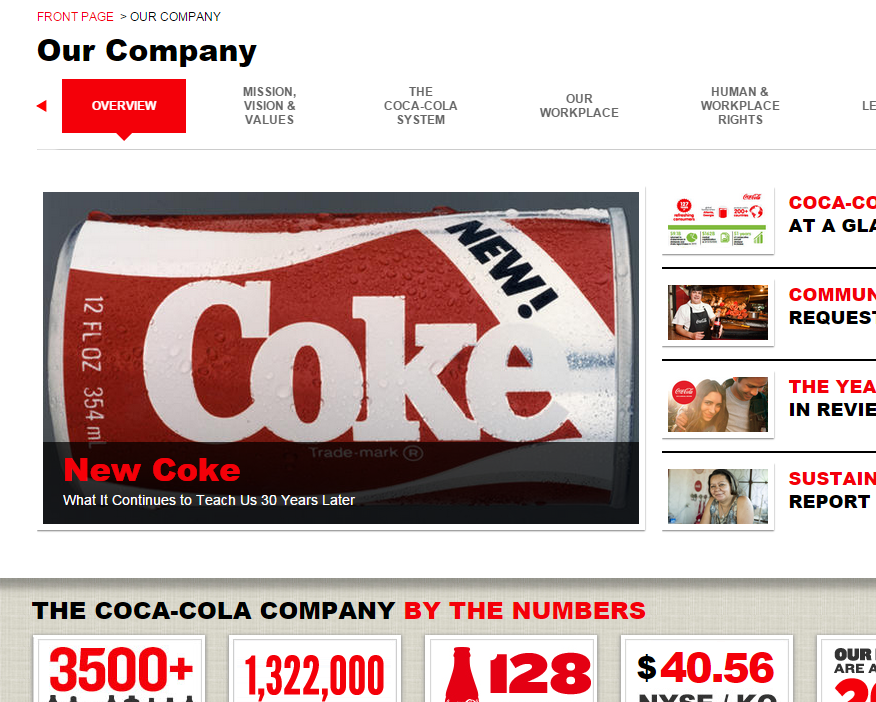 FRONT PAGE > OUR COMPANY
Our Company
OVERVIEW
MISSION,
VISION &
VALUES
THE
COCA-COLA
SYSTEM
OUR
WORKPLACE
HUMAN &
WORKPLACE
RIGHTS
LE
NEW!
12 FL OZ 354 mL
Coke
Trade-mark ®
New Coke
What It Continues to Teach Us 30 Years Later
COCA-CO
AT A GLA
COMMUN
REQUEST
THE YEA
IN REVIE
SUSTAIN
REPORT
THE COCA-COLA COMPANY BY THE NUMBERS
3500+
1,322,000
128
$40.56
NYSE / KO
OUR
ARE A